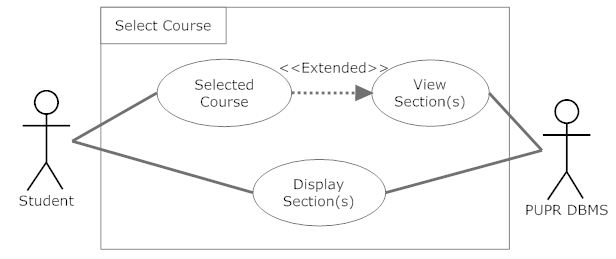 Select Course
<<Extended>>
Selected
Course
View
Section(s)
Display
Section(s)
Student
PUPR DBMS